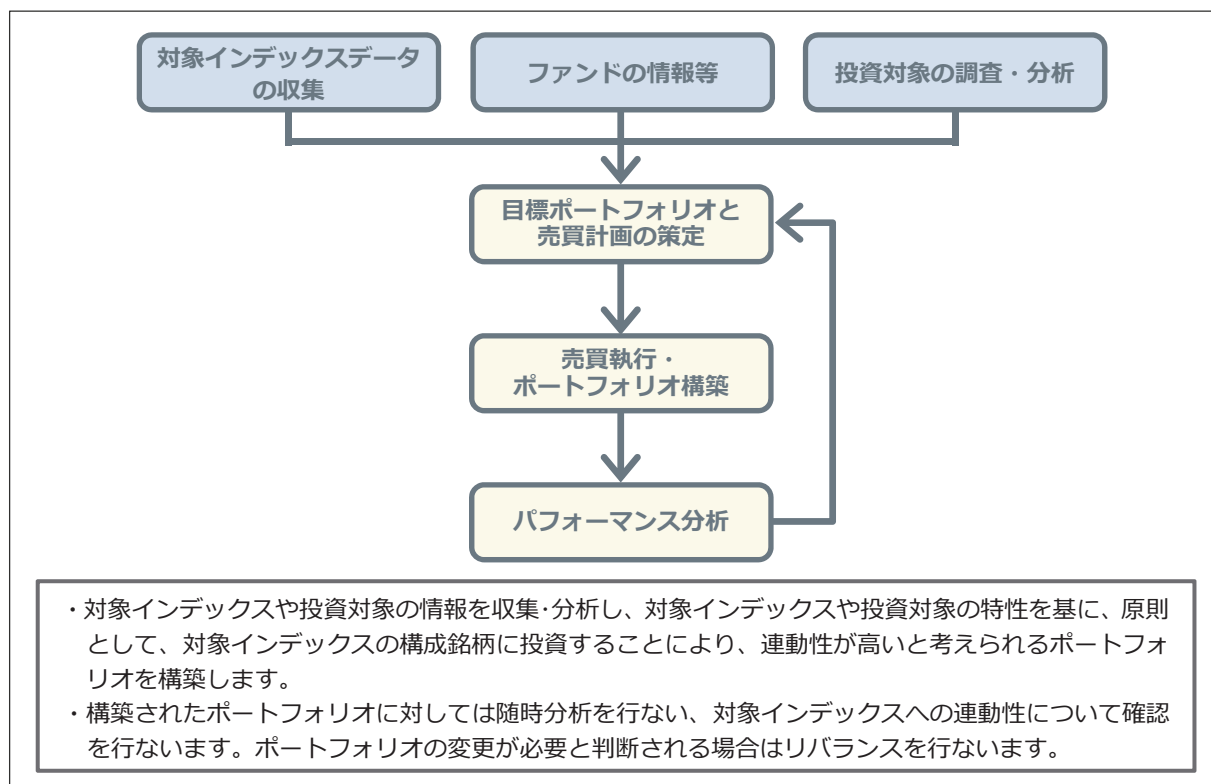 対象インデックスデータ
の収集
ファンドの情報等
投資対象の調査・分析
目標ポートフォリオと
売買計画の策定
売買執行・
ポートフォリオ構築
パフォーマンス分析
・対象インデックスや投資対象の情報を収集・分析し、対象インデックスや投資対象の特性を基に、原則
として、対象インデックスの構成銘柄に投資することにより、連動性が高いと考えられるポートフォ
リオを構築します。
・構築されたポートフォリオに対しては随時分析を行ない、対象インデックスへの連動性について確認
を行ないます。ポートフォリオの変更が必要と判断される場合はリバランスを行ないます。